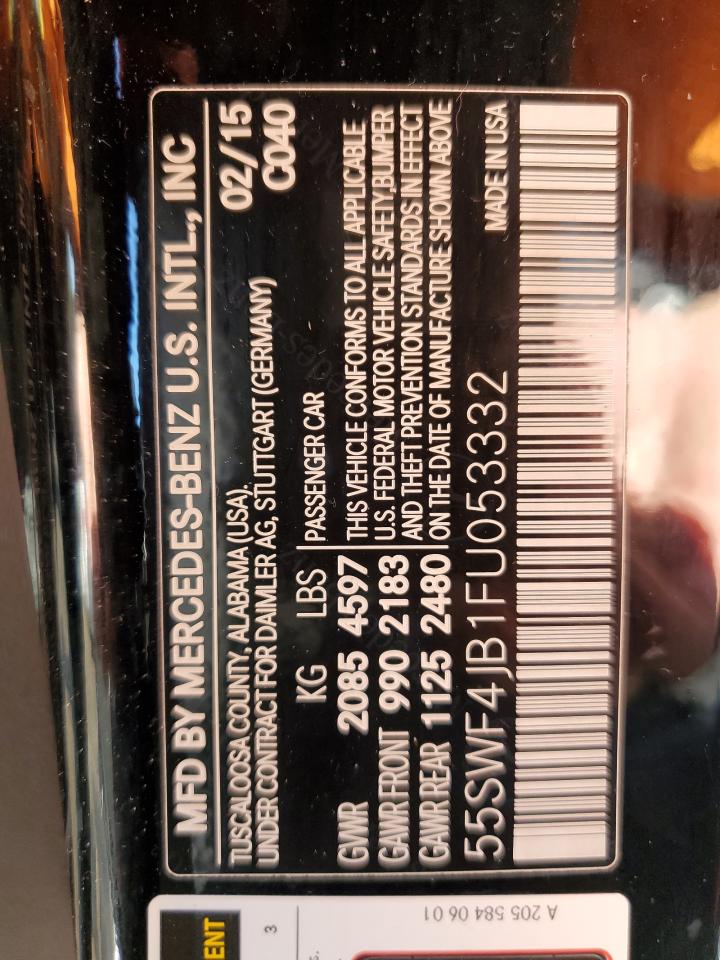 MFD BY MERCEDES-BENZ U.S. INTL., INC
TUSCALOOSA COUNTY, ALABAMA (USA).
02/15
UNDER CONTRACT FOR DAIMLER AG, STUTTGART (GERMANY)
C040
KG LBS
PASSENGER CAR
GVWR 2085 4597
GAWR FRONT 990 2183
GAWR REAR 1125 2480
THIS VEHICLE CONFORMS TO ALL APPLICABLE
U.S. FEDERAL MOTOR VEHICLE SAFETY,BUMPER
AND THEFT PREVENTION STANDARDS IN EFFECT
ON THE DATE OF MANUFACTURE SHOWN ABOVE
55SWF4JB1FU053332
MADE IN USA
ENT
3
s.
A 205 584 06 01